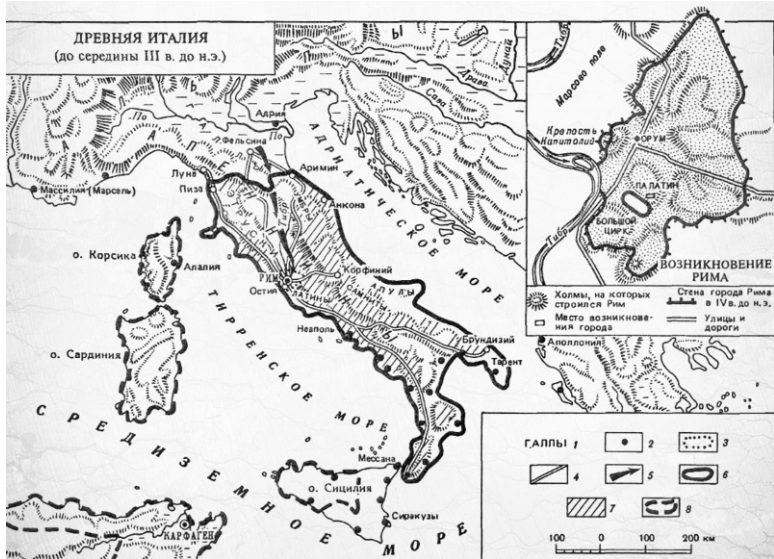 ДРЕВНЯЯ ИТАЛИЯ
(до середины III в. до н.э.)
Драва
Дунай
Сава
По
Адрия
По
А
П
Фельсина
Луна
Пиза
Аримин
Анкона
Массилия (Марсель)
АДРИАТИЧЕСКОЕ МОРЕ
о. Корсика
Алалия
РИМ
Остия
ЛАТИНЫ
Корфиний
САМНИТЫ
АПУЛЫ
Неаполь
Брундизий
Тарент
Аполлония
о. Сардиния
ТИРРЕНСКОЕ МОРЕ
СРЕДИЗЕМНОЕ МОРЕ
Мессана
о. Сицилия
Сиракузы
КАРФАГЕН
Тибр
Марсово поле
Крепость
Капитолий
ФОРУМ
ПАЛАТИН
БОЛЬШОЙ
ЦИРК
Тибр
ВОЗНИКНОВЕНИЕ
РИМА
Холмы, на которых
строился Рим
Место возникнове-
ния города
Стена города Рима
в IV в. до н.э.
Улицы и
дороги
ГАЛЛЫ 1
2
3
4
5
6
7
8
100 0 100 200 км